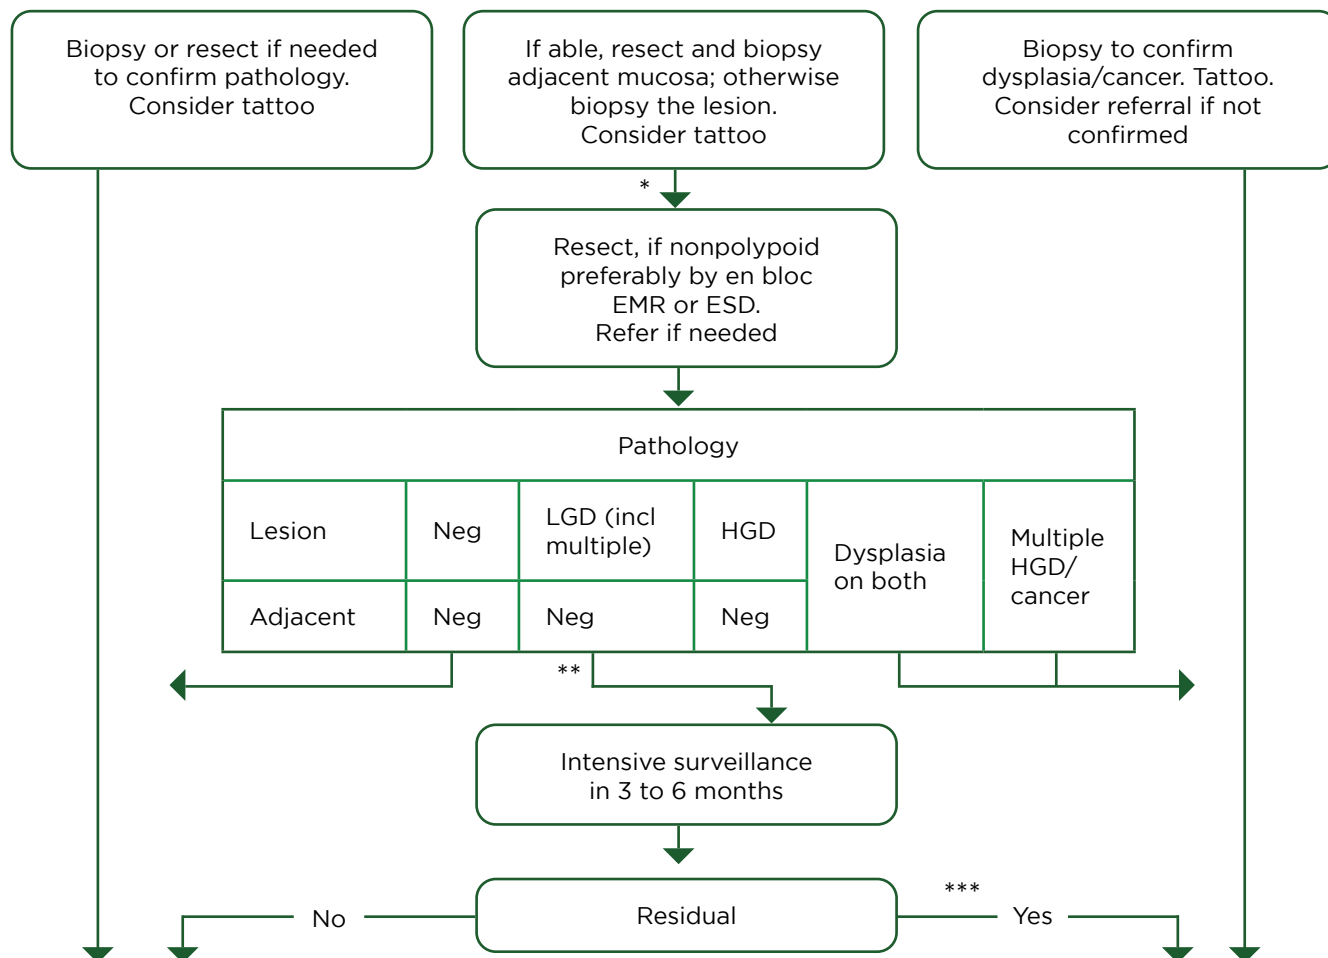 Biopsy or resect if needed
to confirm pathology.
Consider tattoo
If able, resect and biopsy
adjacent mucosa; otherwise
biopsy the lesion.
Consider tattoo
Biopsy to confirm
dysplasia/cancer. Tattoo.
Consider referral if not
confirmed
*
Resect, if nonpolypoid
preferably by en bloc
EMR or ESD.
Refer if needed
Pathology
Lesion
Neg
LGD (incl
multiple)
HGD
Dysplasia
on both
Multiple
HGD/
cancer
Adjacent
Neg
Neg
Neg
**
Intensive surveillance
in 3 to 6 months
Residual
***
No
Yes